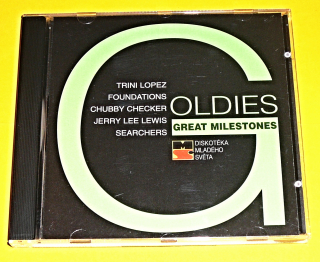 TRINI LOPEZ
FOUNDATIONS
CHUBBY CHECKER
JERRY LEE LEWIS
SEARCHERS
G
OLDIES
GREAT MILESTONES
DISKOTÉKA
MLADÉHO
SVĚTA